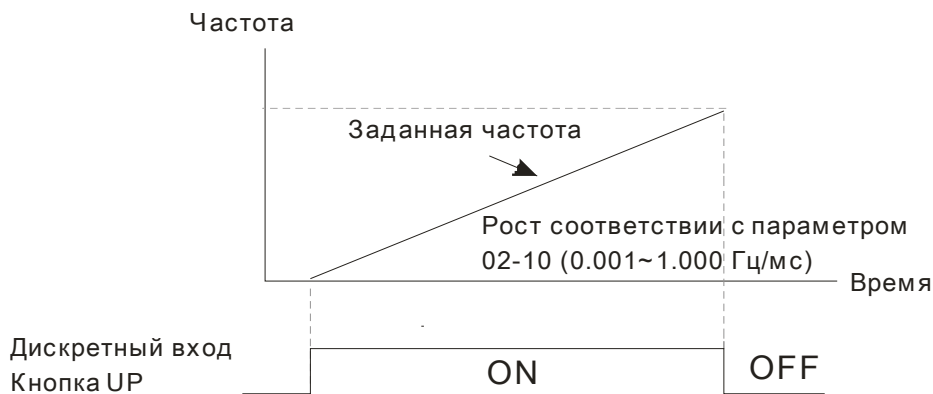 Частота
Заданная частота
Рост соответствии с параметром
02-10 (0.001~1.000 Гц/мс)
Время
Дискретный вход
Кнопка UP
ON
OFF